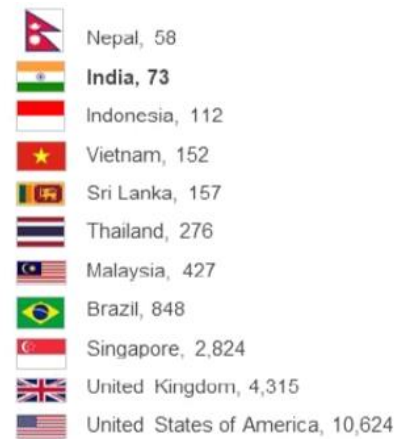 Nepal, 58
India, 73
Indonesia, 112
Vietnam, 152
Sri Lanka, 157
Thailand, 276
Malaysia, 427
Brazil, 848
Singapore, 2,824
United Kingdom, 4,315
United States of America, 10,624